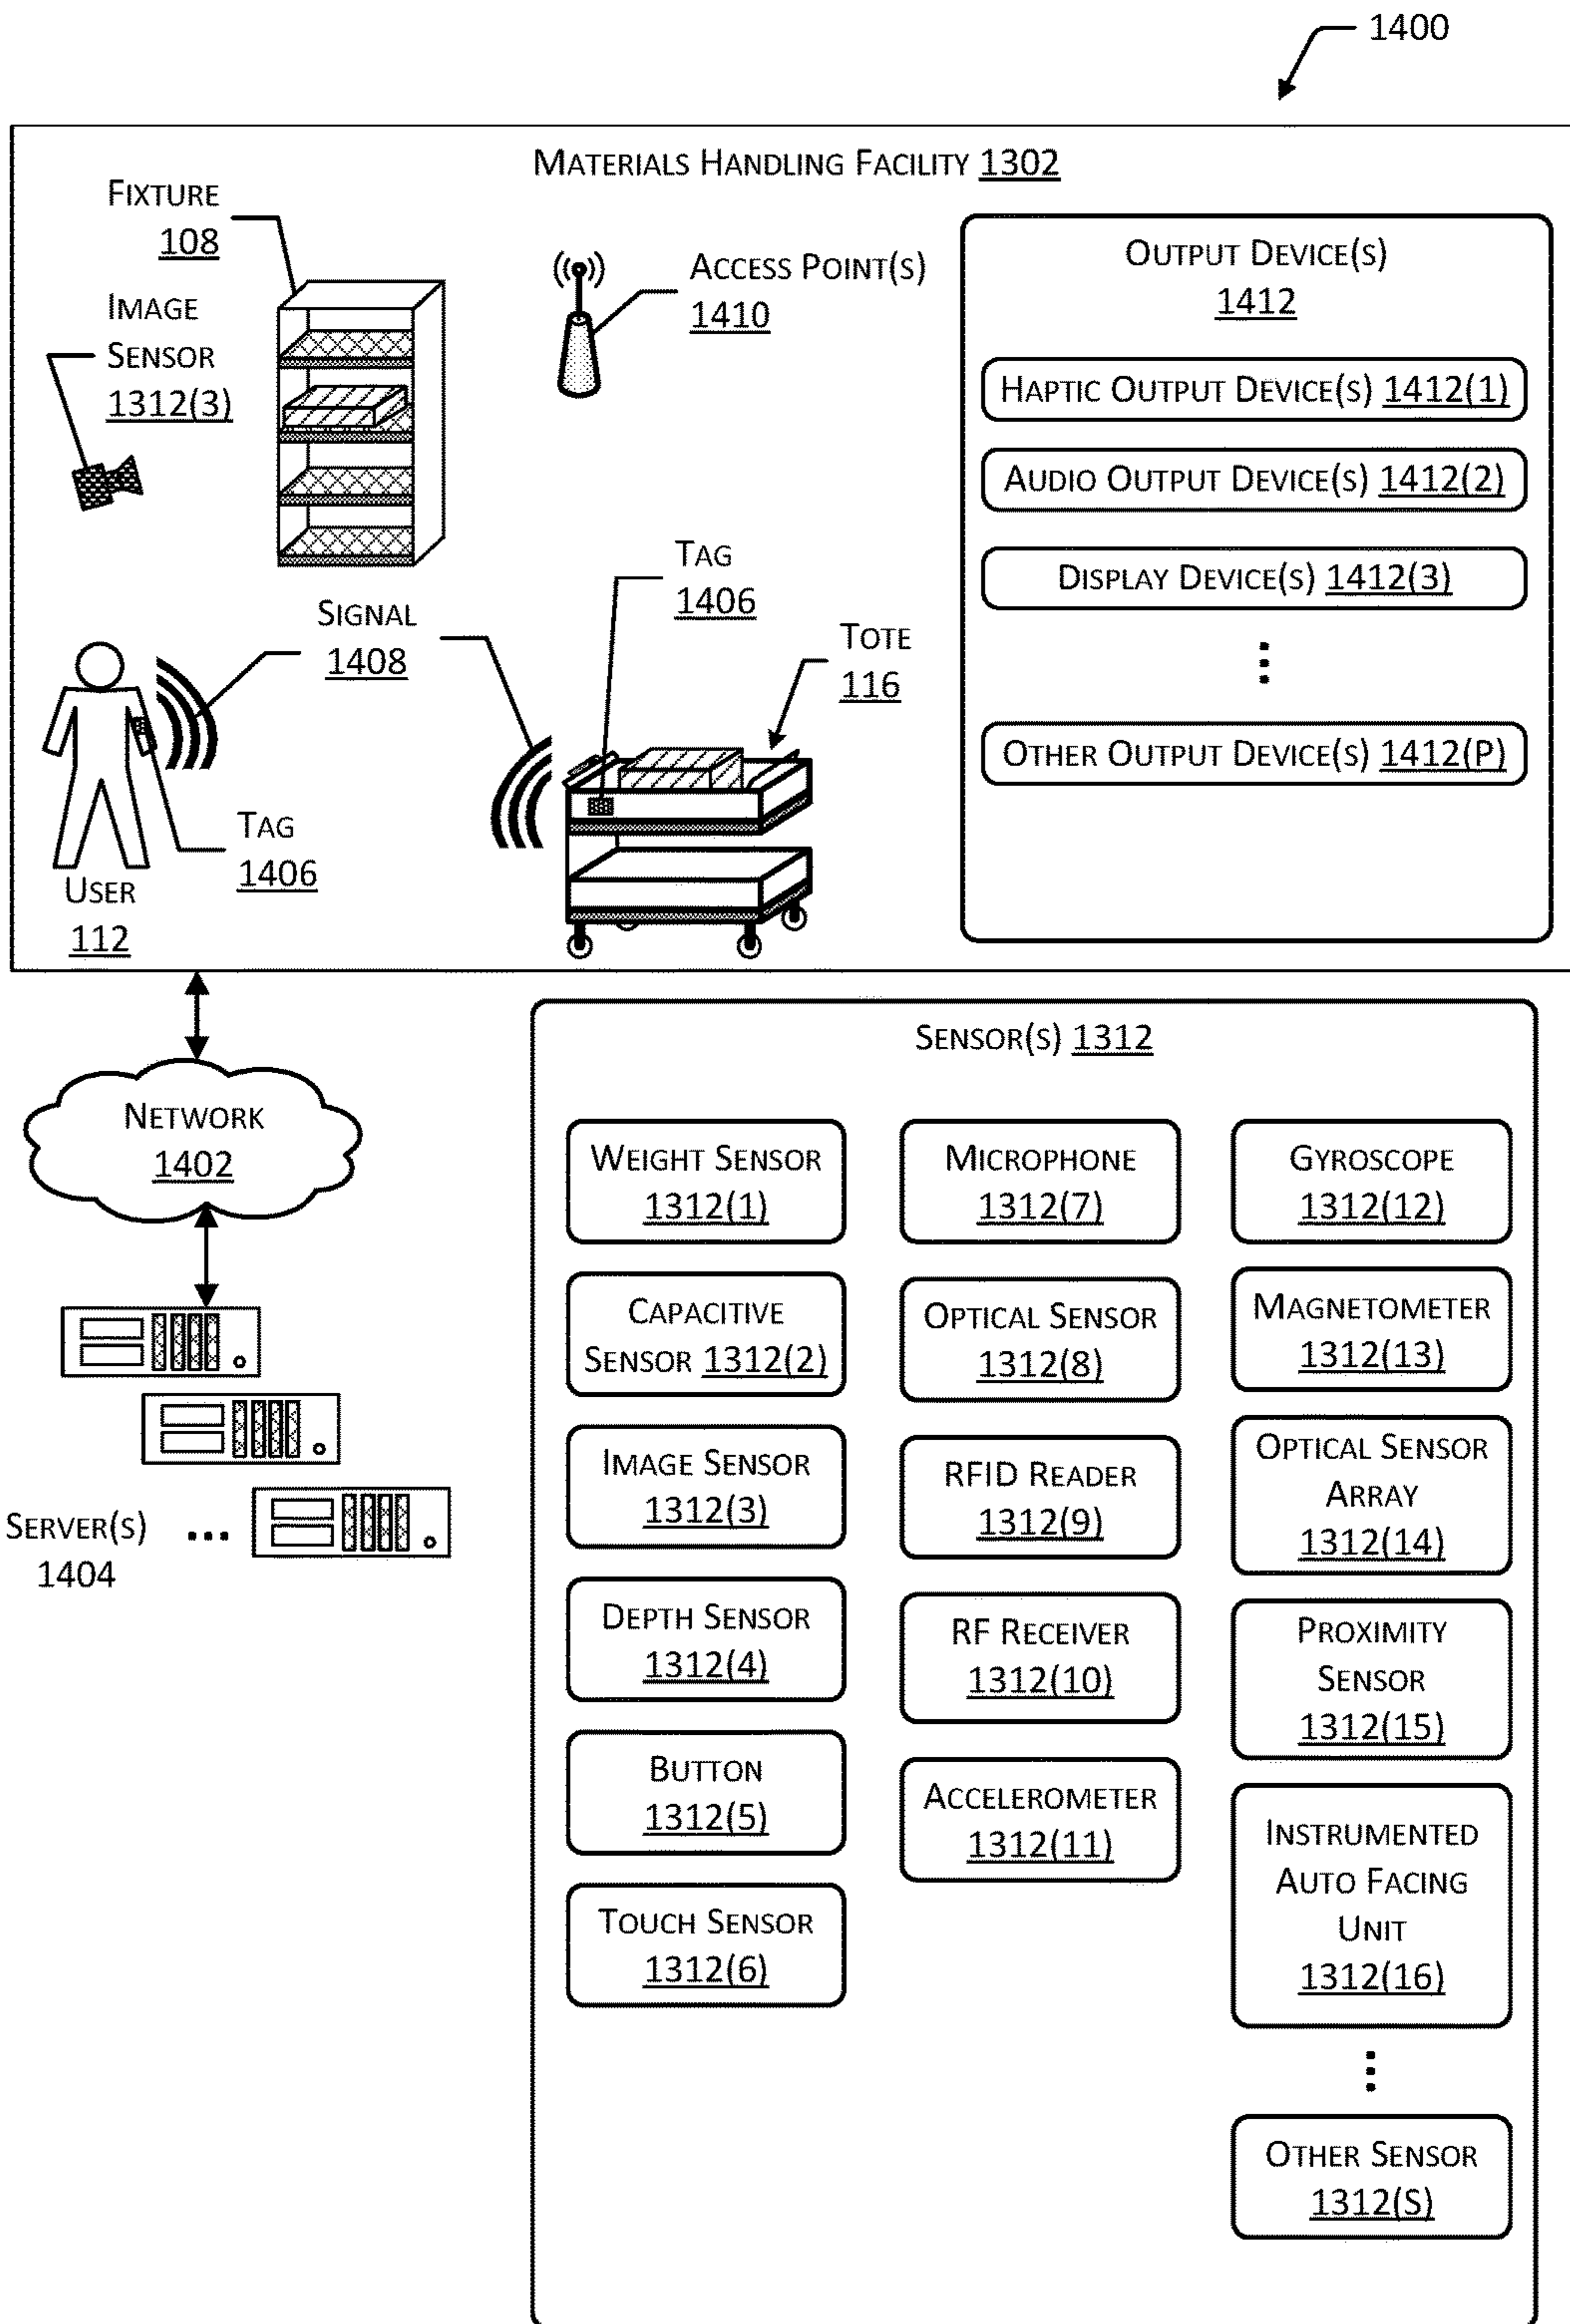 1400
MATERIALS HANDLING FACILITY 1302
FIXTURE
108
IMAGE
SENSOR
1312(3)
ACCESS POINT(S)
1410
OUTPUT DEVICE(S)
1412
HAPTIC OUTPUT DEVICE(S) 1412(1)
AUDIO OUTPUT DEVICE(S) 1412(2)
DISPLAY DEVICE(S) 1412(3)
OTHER OUTPUT DEVICE(S) 1412(P)
TAG
1406
SIGNAL
1408
TOTE
116
TAG
1406
USER
112
NETWORK
1402
SERVER(S)
1404
...
SENSOR(S) 1312
WEIGHT SENSOR
1312(1)
CAPACITIVE
SENSOR 1312(2)
IMAGE SENSOR
1312(3)
DEPTH SENSOR
1312(4)
BUTTON
1312(5)
TOUCH SENSOR
1312(6)
MICROPHONE
1312(7)
OPTICAL SENSOR
1312(8)
RFID READER
1312(9)
RF RECEIVER
1312(10)
ACCELEROMETER
1312(11)
GYROSCOPE
1312(12)
MAGNETOMETER
1312(13)
OPTICAL SENSOR
ARRAY
1312(14)
PROXIMITY
SENSOR
1312(15)
INSTRUMENTED
AUTO FACING
UNIT
1312(16)
OTHER SENSOR
1312(S)